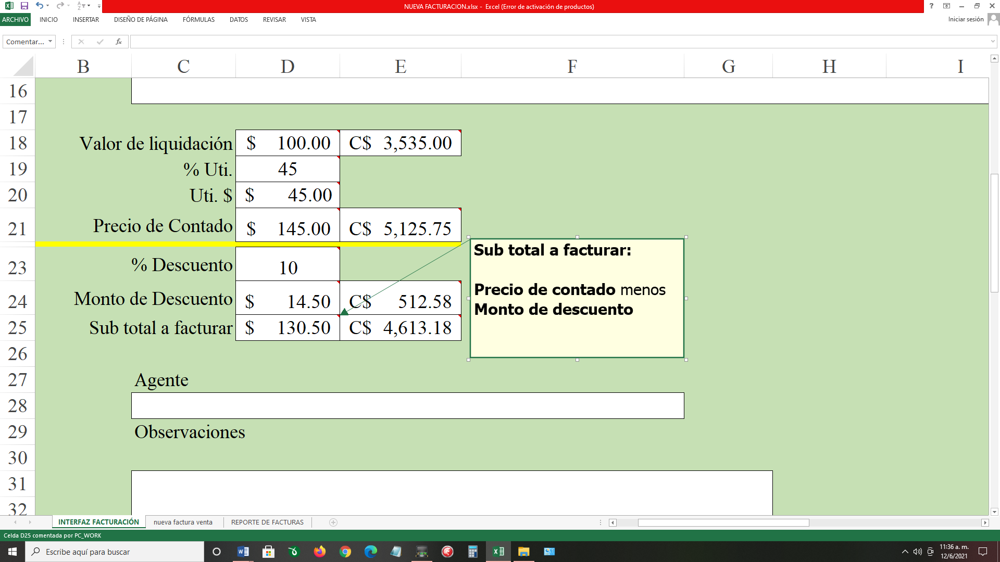 NUEVA FACTURACION.xlsx - Excel (Error de activación de productos)
ARCHIVO INICIO INSERTAR DISEÑO DE PÁGINA FÓRMULAS DATOS REVISAR VISTA Iniciar sesión
Comentar... fx
B C D E F G H I
16
17
18 Valor de liquidación $ 100.00 C$ 3,535.00
19 % Uti. 45
20 Uti. $ $ 45.00
21 Precio de Contado $ 145.00 C$ 5,125.75
23 % Descuento 10
24 Monto de Descuento $ 14.50 C$ 512.58
25 Sub total a facturar $ 130.50 C$ 4,613.18
Sub total a facturar:
Precio de contado menos
Monto de descuento
26
27 Agente
28
29 Observaciones
30
31
32
INTERFAZ FACTURACIÓN nueva factura venta REPORTE DE FACTURAS
Celda D25 comentada por PC_WORK
Escribe aquí para buscar
11:36 a. m.
12/6/2021